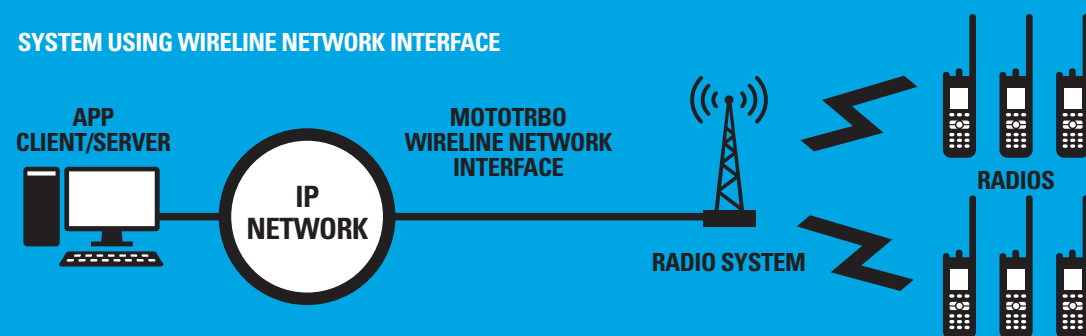 SYSTEM USING WIRELINE NETWORK INTERFACE
APP
CLIENT/SERVER
IP
NETWORK
MOTOTRBO
WIRELINE NETWORK
INTERFACE
RADIO SYSTEM
RADIOS